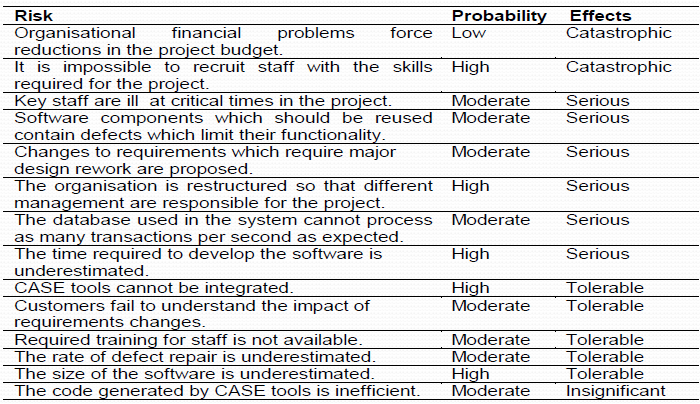 Risk Probability Effects
Organisational financial problems force Low Catastrophic
reductions in the project budget.
It is impossible to recruit staff with the skills High Catastrophic
required for the project.
Key staff are ill at critical times in the project. Moderate Serious
Software components which should be reused Moderate Serious
contain defects which limit their functionality.
Changes to requirements which require major Moderate Serious
design rework are proposed.
The organisation is restructured so that different High Serious
management are responsible for the project.
The database used in the system cannot process Moderate Serious
as many transactions per second as expected.
The time required to develop the software is High Serious
underestimated.
CASE tools cannot be integrated. High Tolerable
Customers fail to understand the impact of Moderate Tolerable
requirements changes.
Required training for staff is not available. Moderate Tolerable
The rate of defect repair is underestimated. Moderate Tolerable
The size of the software is underestimated. High Tolerable
The code generated by CASE tools is inefficient. Moderate Insignificant